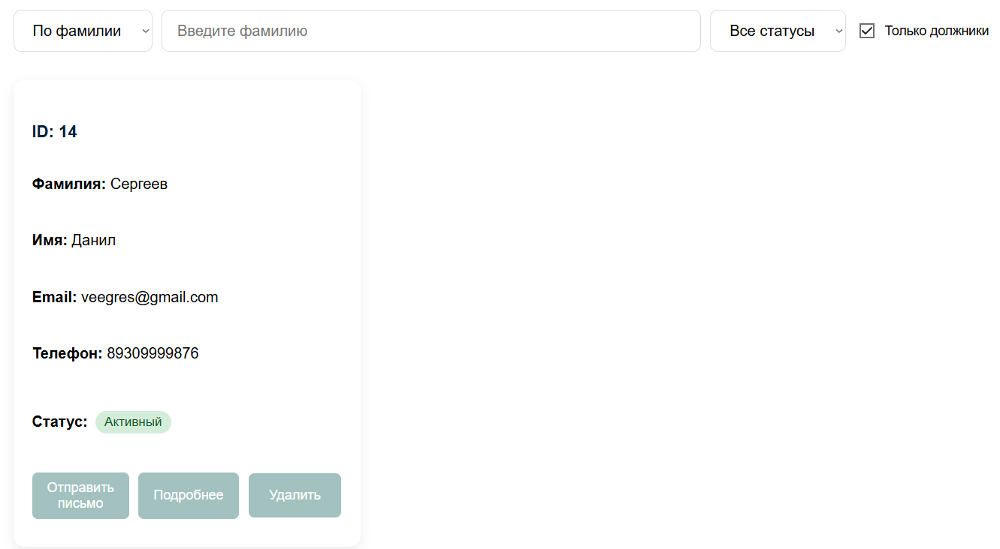 По фамилии
Введите фамилию
Все статусы
Только должники
ID: 14
Фамилия: Сергеев
Имя: Данил
Email: veegres@gmail.com
Телефон: 89309999876
Статус: Активный
Отправить
письмо
Подробнее
Удалить